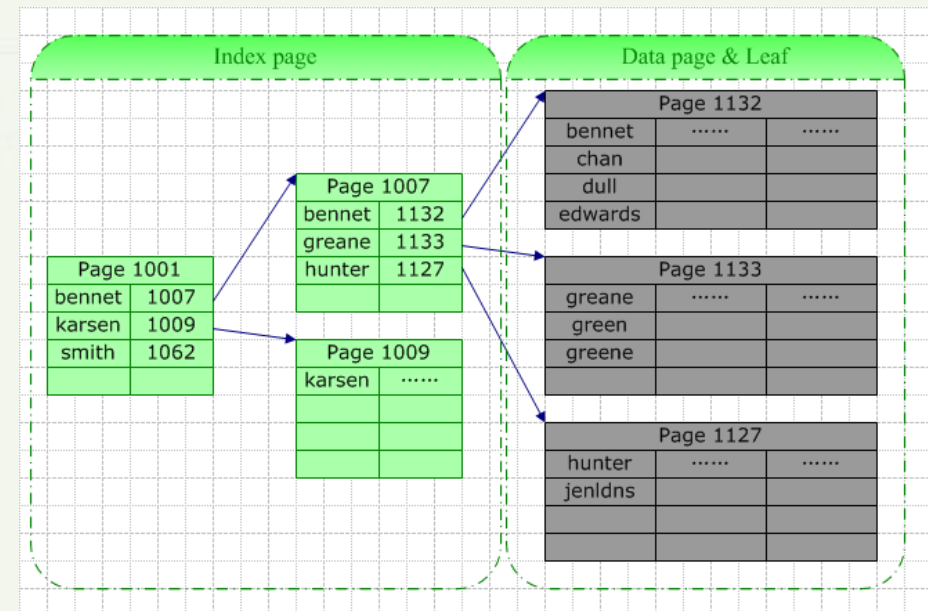 Index page
Data page & Leaf
Page 1001
bennet 1007
karsen 1009
smith 1062
Page 1007
bennet 1132
greane 1133
hunter 1127
Page 1009
karsen ……
Page 1132
bennet …… ……
chan
dull
edwards
Page 1133
greane …… ……
green
greene
Page 1127
hunter …… ……
jenldns